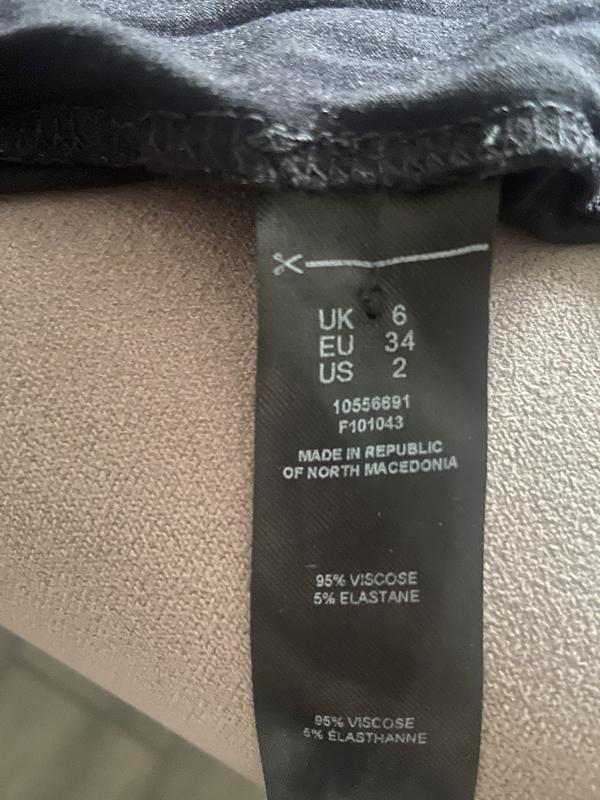 UK 6
EU 34
US 2
10556691
F101043
MADE IN REPUBLIC
OF NORTH MACEDONIA
95% VISCOSE
5% ELASTANE
95% VISCOSE
5% ÉLASTHANNE